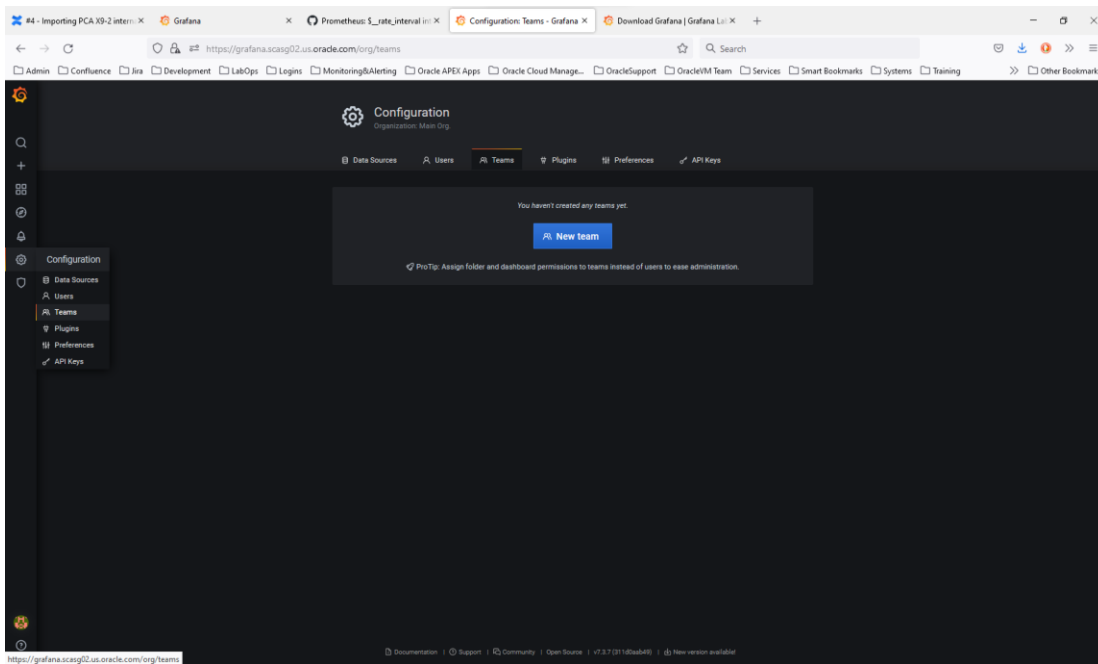 #4 - Importing PCA X9-2 intern
Grafana
Prometheus: $__rate_interval in
Configuration: Teams - Grafana
Download Grafana | Grafana La
https://grafana.scasg02.us.oracle.com/org/teams
Search
Admin Confluence Jira Development LabOps Logins Monitoring&Alerting Oracle APEX Apps Oracle Cloud Manage... OracleSupport OracleVM Team Services Smart Bookmarks Systems Training Other Bookmark
Configuration
Organization: Main Org.
Data Sources Users Teams Plugins Preferences API Keys
You haven't created any teams yet.
New team
ProTip: Assign folder and dashboard permissions to teams instead of users to ease administration.
Configuration
Data Sources
Users
Teams
Plugins
Preferences
API Keys
Documentation | Support | Community | Open Source | v7.3.7 (311d0aab49) | New version available!
https://grafana.scasg02.us.oracle.com/org/teams